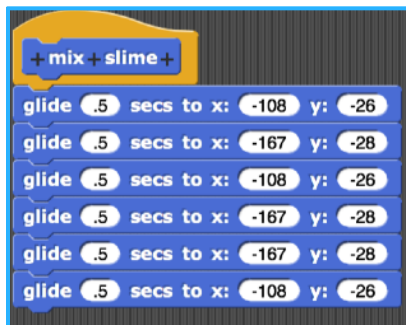 +mix+slime+
glide .5 secs to x: -108 y: -26
glide .5 secs to x: -167 y: -28
glide .5 secs to x: -108 y: -26
glide .5 secs to x: -167 y: -28
glide .5 secs to x: -167 y: -28
glide .5 secs to x: -108 y: -26